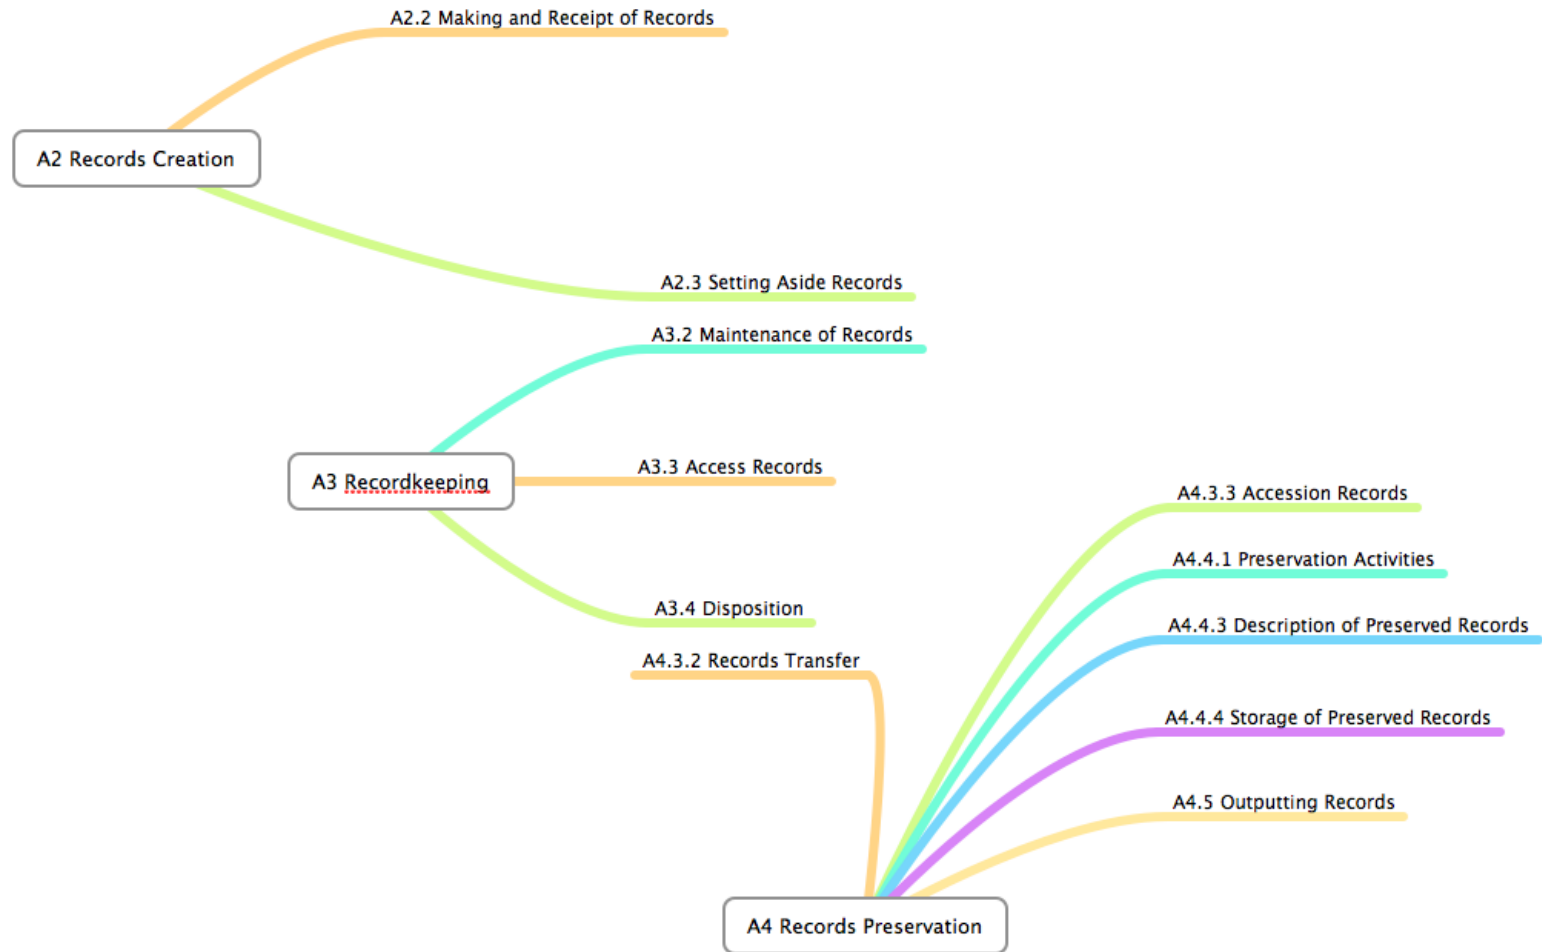 A2.2 Making and Receipt of Records
A2 Records Creation
A2.3 Setting Aside Records
A3.2 Maintenance of Records
A3.3 Access Records
A3 Recordkeeping
A3.4 Disposition
A4.3.2 Records Transfer
A4.3.3 Accession Records
A4.4.1 Preservation Activities
A4.4.3 Description of Preserved Records
A4.4.4 Storage of Preserved Records
A4.5 Outputting Records
A4 Records Preservation